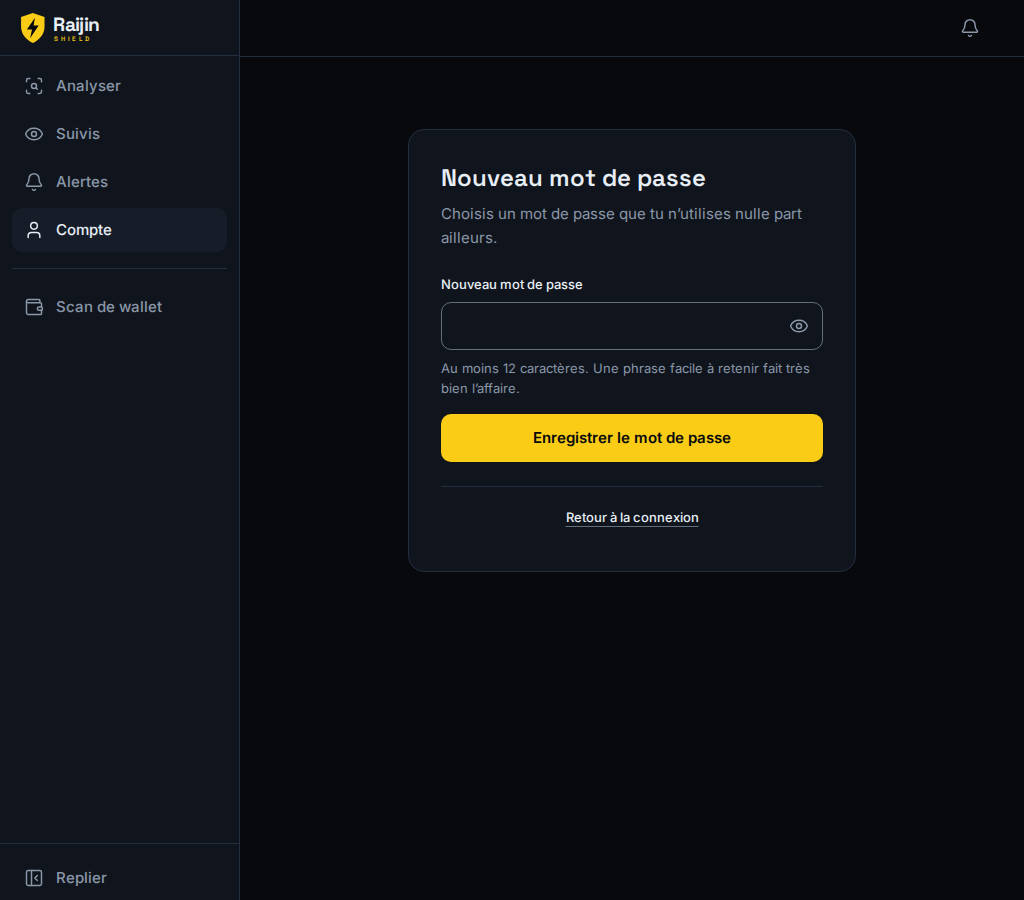 Raijin
SHIELD
Analyser
Suivis
Alertes
Compte
Scan de wallet
Replier
Nouveau mot de passe
Choisis un mot de passe que tu n’utilises nulle part
ailleurs.
Nouveau mot de passe
Au moins 12 caractères. Une phrase facile à retenir fait très
bien l’affaire.
Enregistrer le mot de passe
Retour à la connexion